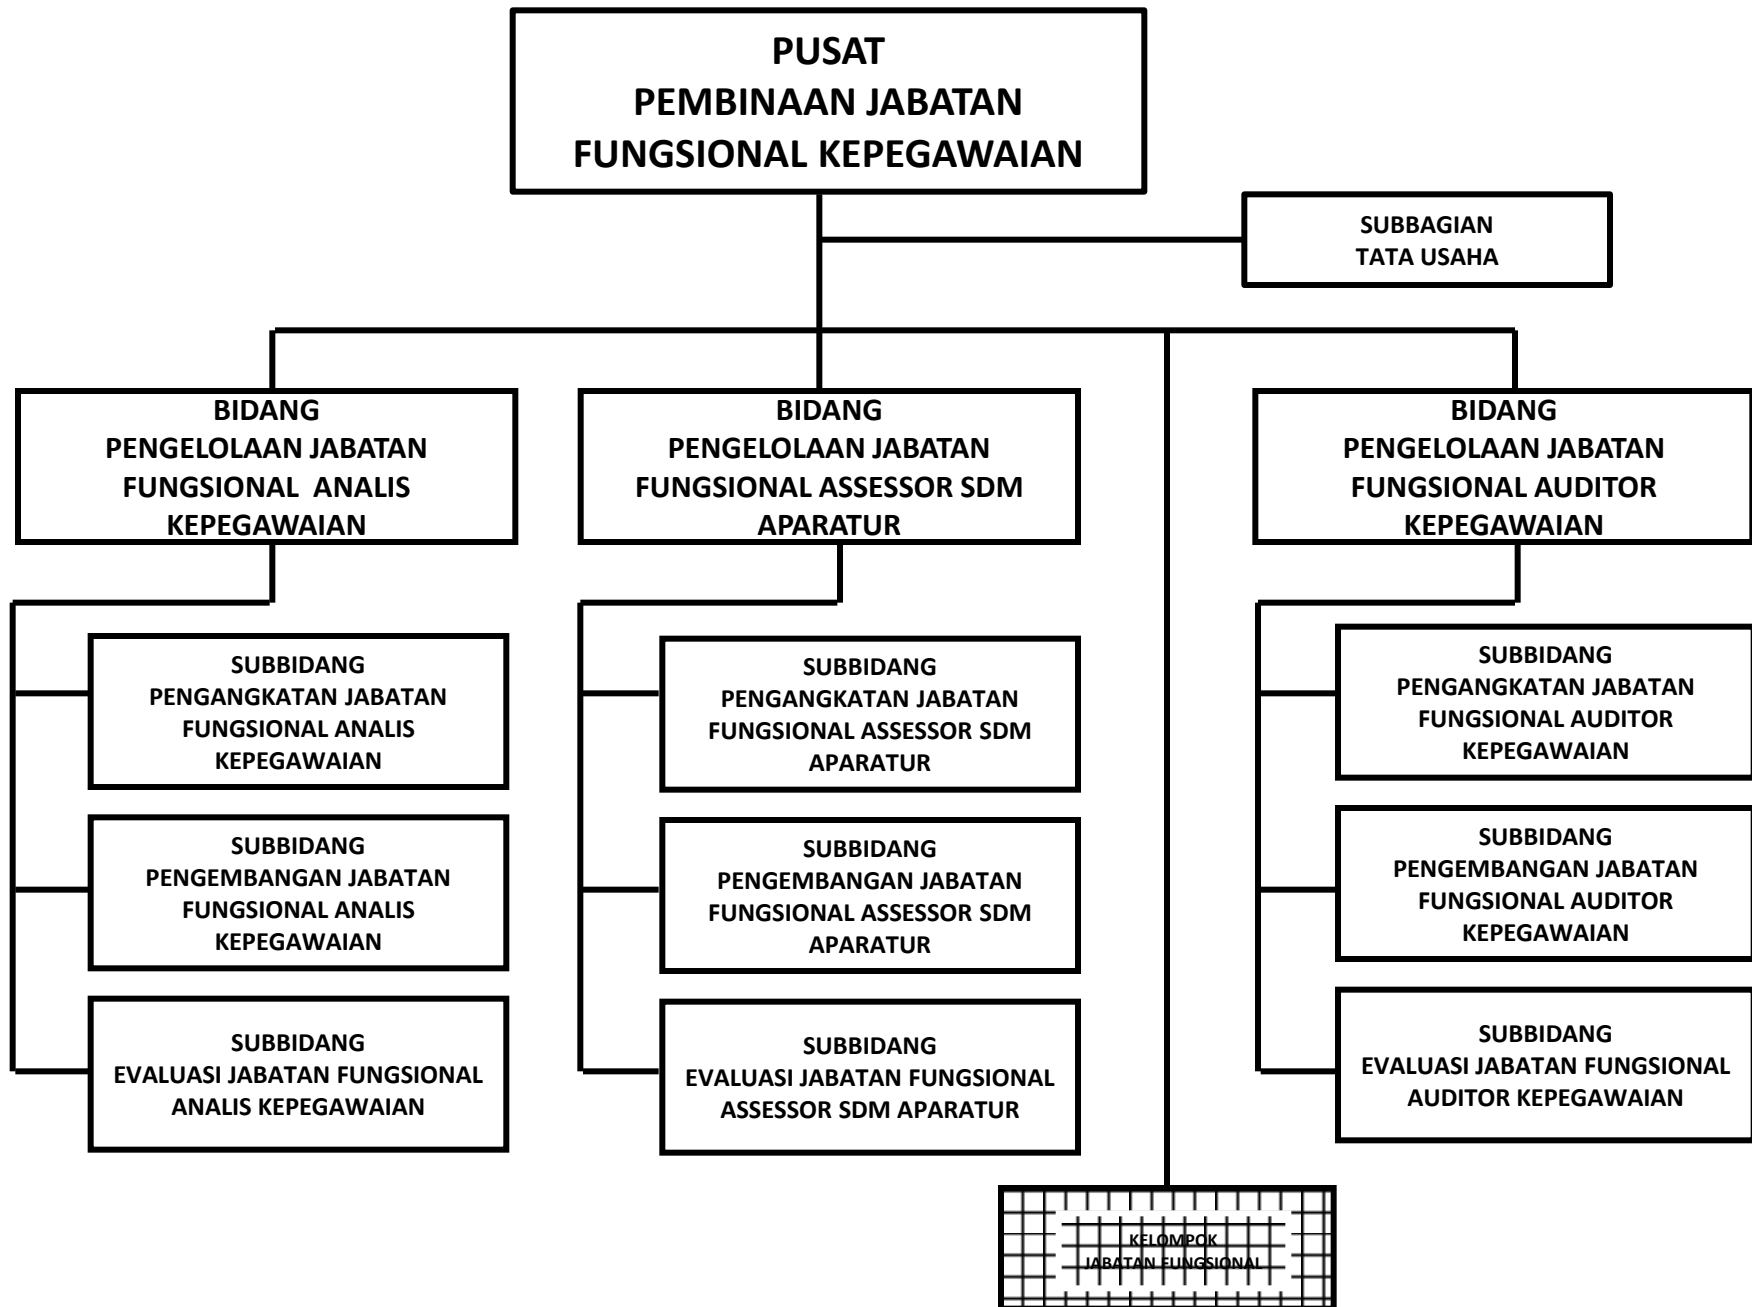 PUSAT
PEMBINAAN JABATAN
FUNGSIONAL KEPEGAWAIAN
SUBBAGIAN
TATA USAHA
BIDANG
PENGELOLAAN JABATAN
FUNGSIONAL ANALIS
KEPEGAWAIAN
BIDANG
PENGELOLAAN JABATAN
FUNGSIONAL ASSESSOR SDM
APARATUR
BIDANG
PENGELOLAAN JABATAN
FUNGSIONAL AUDITOR
KEPEGAWAIAN
SUBBIDANG
PENGANGKATAN JABATAN
FUNGSIONAL ANALIS
KEPEGAWAIAN
SUBBIDANG
PENGANGKATAN JABATAN
FUNGSIONAL ASSESSOR SDM
APARATUR
SUBBIDANG
PENGANGKATAN JABATAN
FUNGSIONAL AUDITOR
KEPEGAWAIAN
SUBBIDANG
PENGEMBANGAN JABATAN
FUNGSIONAL ANALIS
KEPEGAWAIAN
SUBBIDANG
PENGEMBANGAN JABATAN
FUNGSIONAL ASSESSOR SDM
APARATUR
SUBBIDANG
PENGEMBANGAN JABATAN
FUNGSIONAL AUDITOR
KEPEGAWAIAN
SUBBIDANG
EVALUASI JABATAN FUNGSIONAL
ANALIS KEPEGAWAIAN
SUBBIDANG
EVALUASI JABATAN FUNGSIONAL
ASSESSOR SDM APARATUR
SUBBIDANG
EVALUASI JABATAN FUNGSIONAL
AUDITOR KEPEGAWAIAN
KELOMPOK
JABATAN FUNGSIONAL